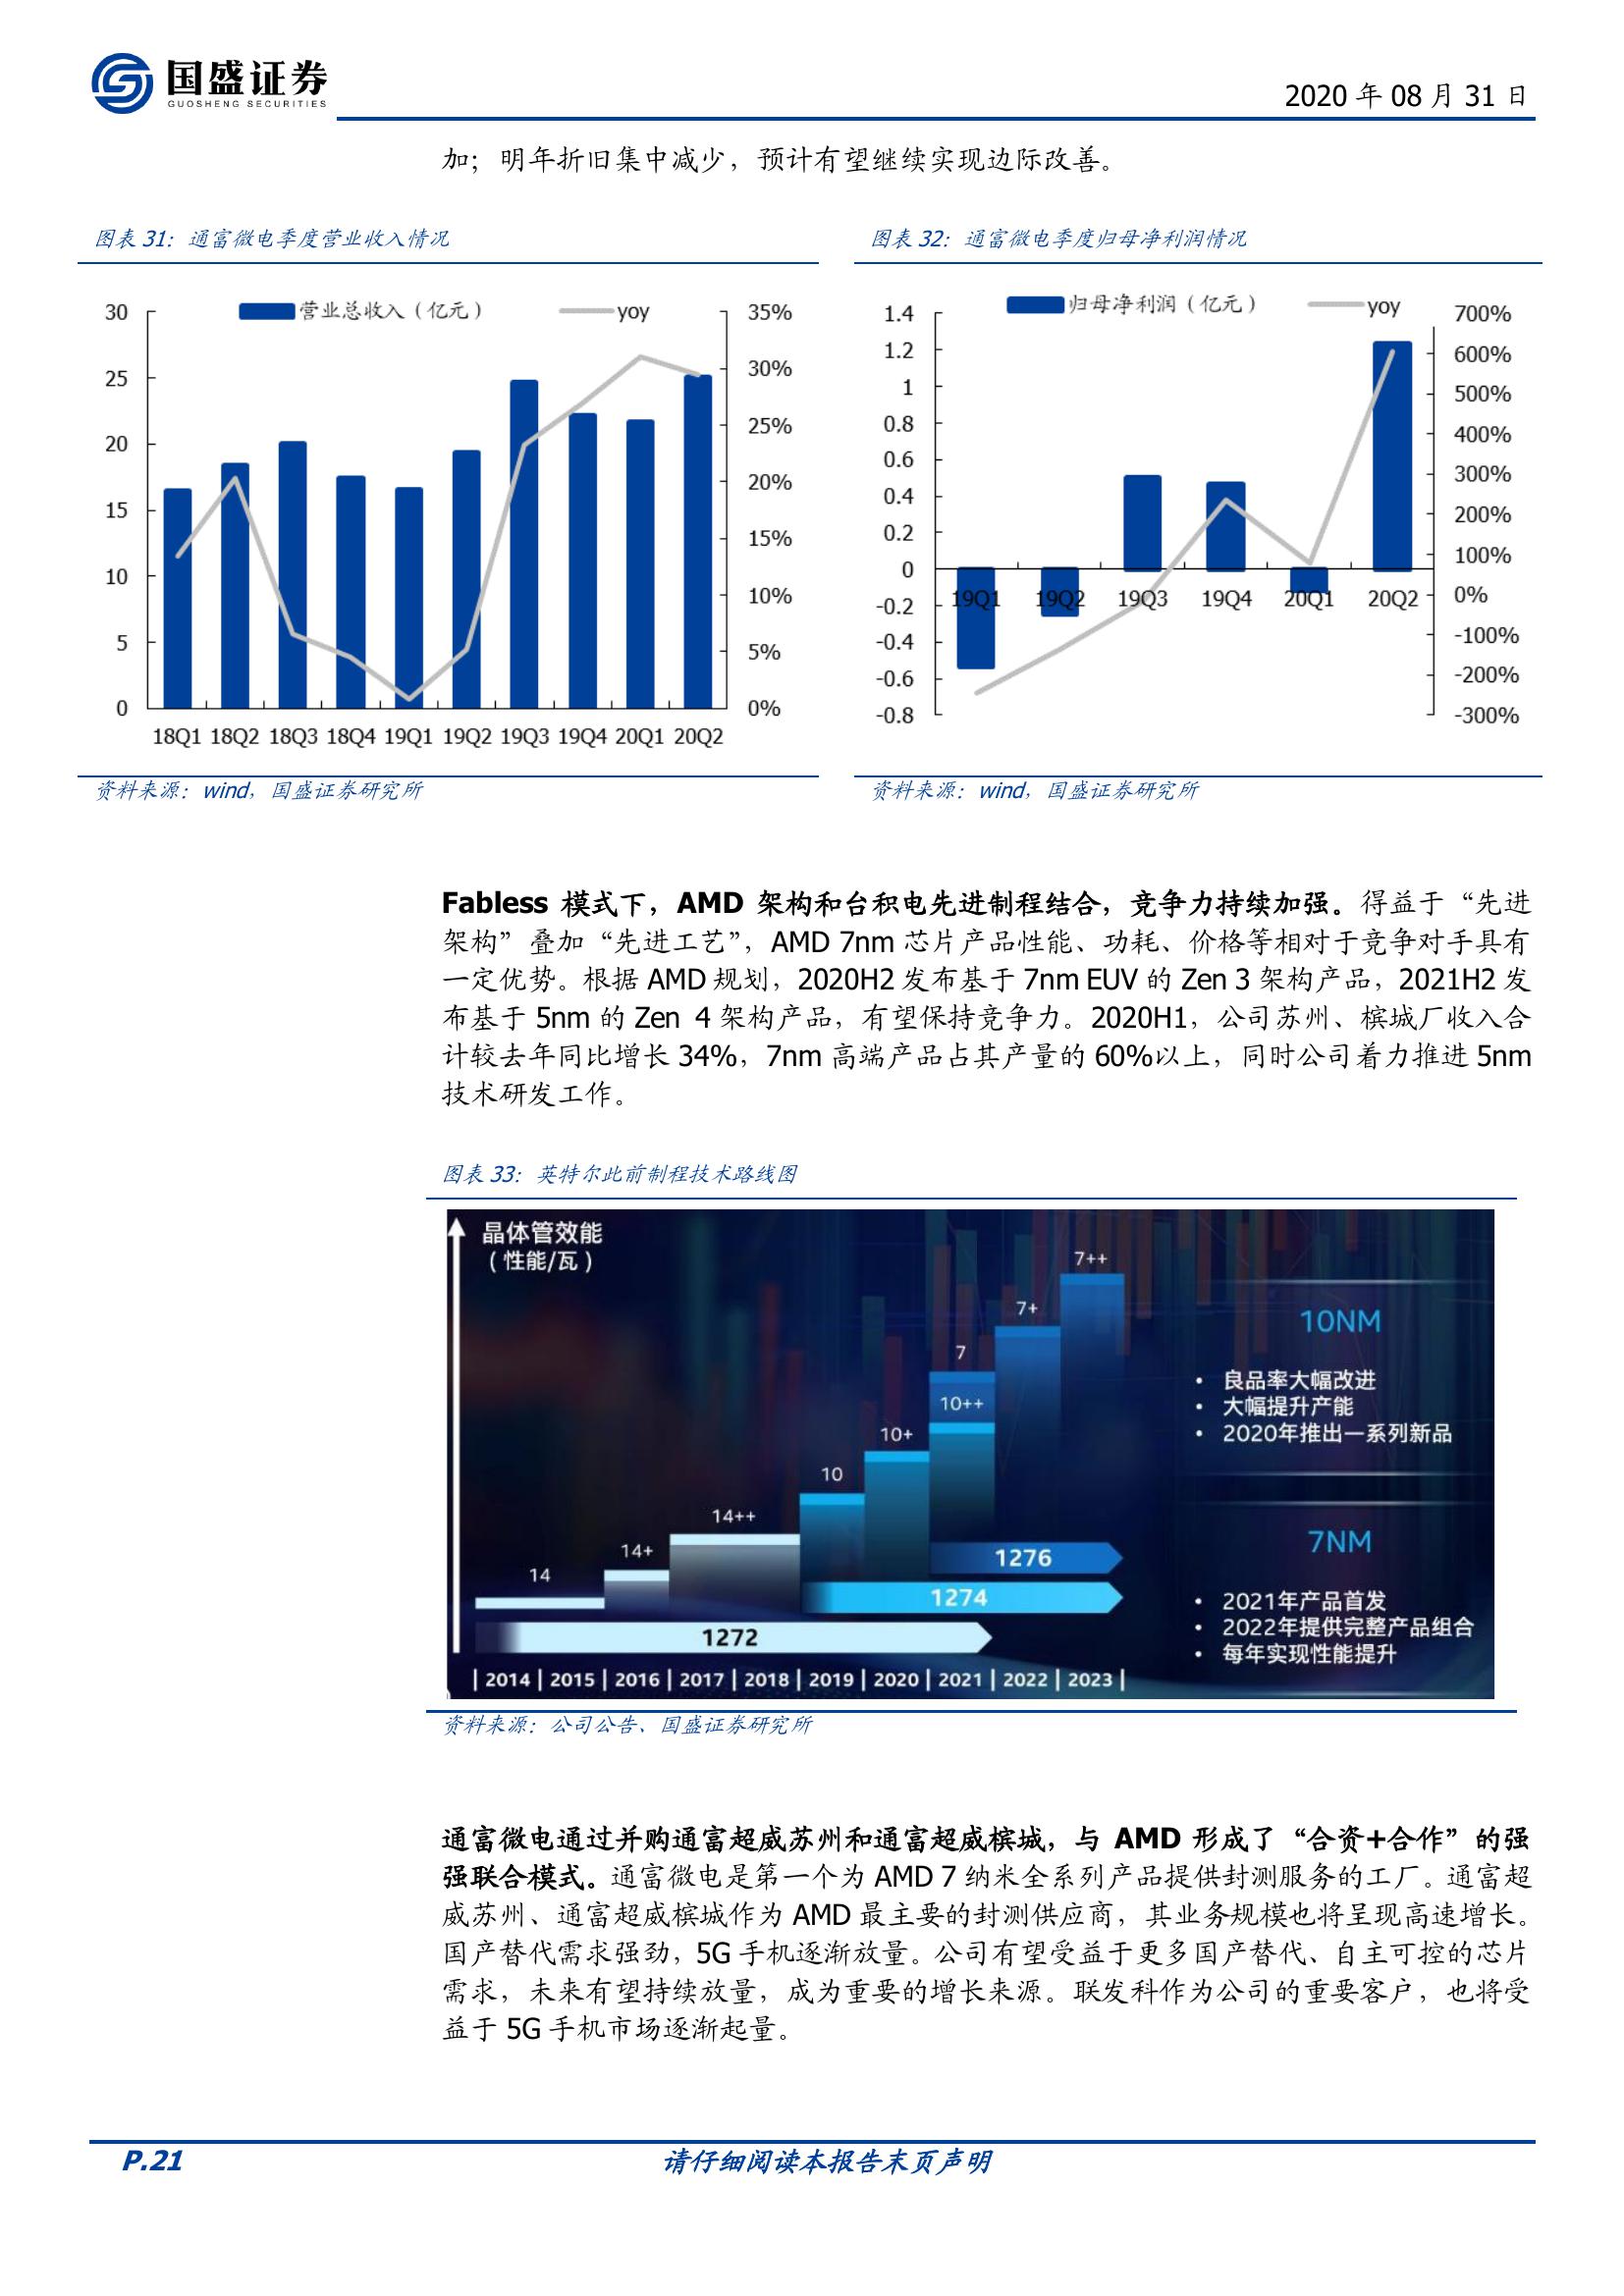 国盛证券
GUOSHENG SECURITIES
2020 年 08 月 31 日
加；明年折旧集中减少，预计有望继续实现边际改善。
图表 31：通富微电季度营业收入情况
营业总收入（亿元）
yoy
30
25
20
15
10
5
0
35%
30%
25%
20%
15%
10%
5%
0%
18Q1 18Q2 18Q3 18Q4 19Q1 19Q2 19Q3 19Q4 20Q1 20Q2
资料来源：wind，国盛证券研究所
图表 32：通富微电季度归母净利润情况
归母净利润（亿元）
yoy
1.4
1.2
1
0.8
0.6
0.4
0.2
0
-0.2
-0.4
-0.6
-0.8
700%
600%
500%
400%
300%
200%
100%
0%
-100%
-200%
-300%
19Q1 19Q2 19Q3 19Q4 20Q1 20Q2
资料来源：wind，国盛证券研究所
Fabless 模式下，AMD 架构和台积电先进制程结合，竞争力持续加强。得益于“先进
架构”叠加“先进工艺”，AMD 7nm 芯片产品性能、功耗、价格等相对于竞争对手具有
一定优势。根据 AMD 规划，2020H2 发布基于 7nm EUV 的 Zen 3 架构产品，2021H2 发
布基于 5nm 的 Zen 4 架构产品，有望保持竞争力。2020H1，公司苏州、槟城厂收入合
计较去年同比增长 34%，7nm 高端产品占其产量的 60%以上，同时公司着力推进 5nm
技术研发工作。
图表 33：英特尔此前制程技术路线图
晶体管效能
（性能/瓦）
14
14+
14++
10
10+
10++
7
7+
7++
1276
1274
1272
| 2014 | 2015 | 2016 | 2017 | 2018 | 2019 | 2020 | 2021 | 2022 | 2023 |
10NM
• 良品率大幅改进
• 大幅提升产能
• 2020年推出一系列新品
7NM
• 2021年产品首发
• 2022年提供完整产品组合
• 每年实现性能提升
资料来源：公司公告、国盛证券研究所
通富微电通过并购通富超威苏州和通富超威槟城，与 AMD 形成了“合资+合作”的强
强联合模式。通富微电是第一个为 AMD 7 纳米全系列产品提供封测服务的工厂。通富超
威苏州、通富超威槟城作为 AMD 最主要的封测供应商，其业务规模也将呈现高速增长。
国产替代需求强劲，5G 手机逐渐放量。公司有望受益于更多国产替代、自主可控的芯片
需求，未来有望持续放量，成为重要的增长来源。联发科作为公司的重要客户，也将受
益于 5G 手机市场逐渐起量。
P.21
请仔细阅读本报告末页声明